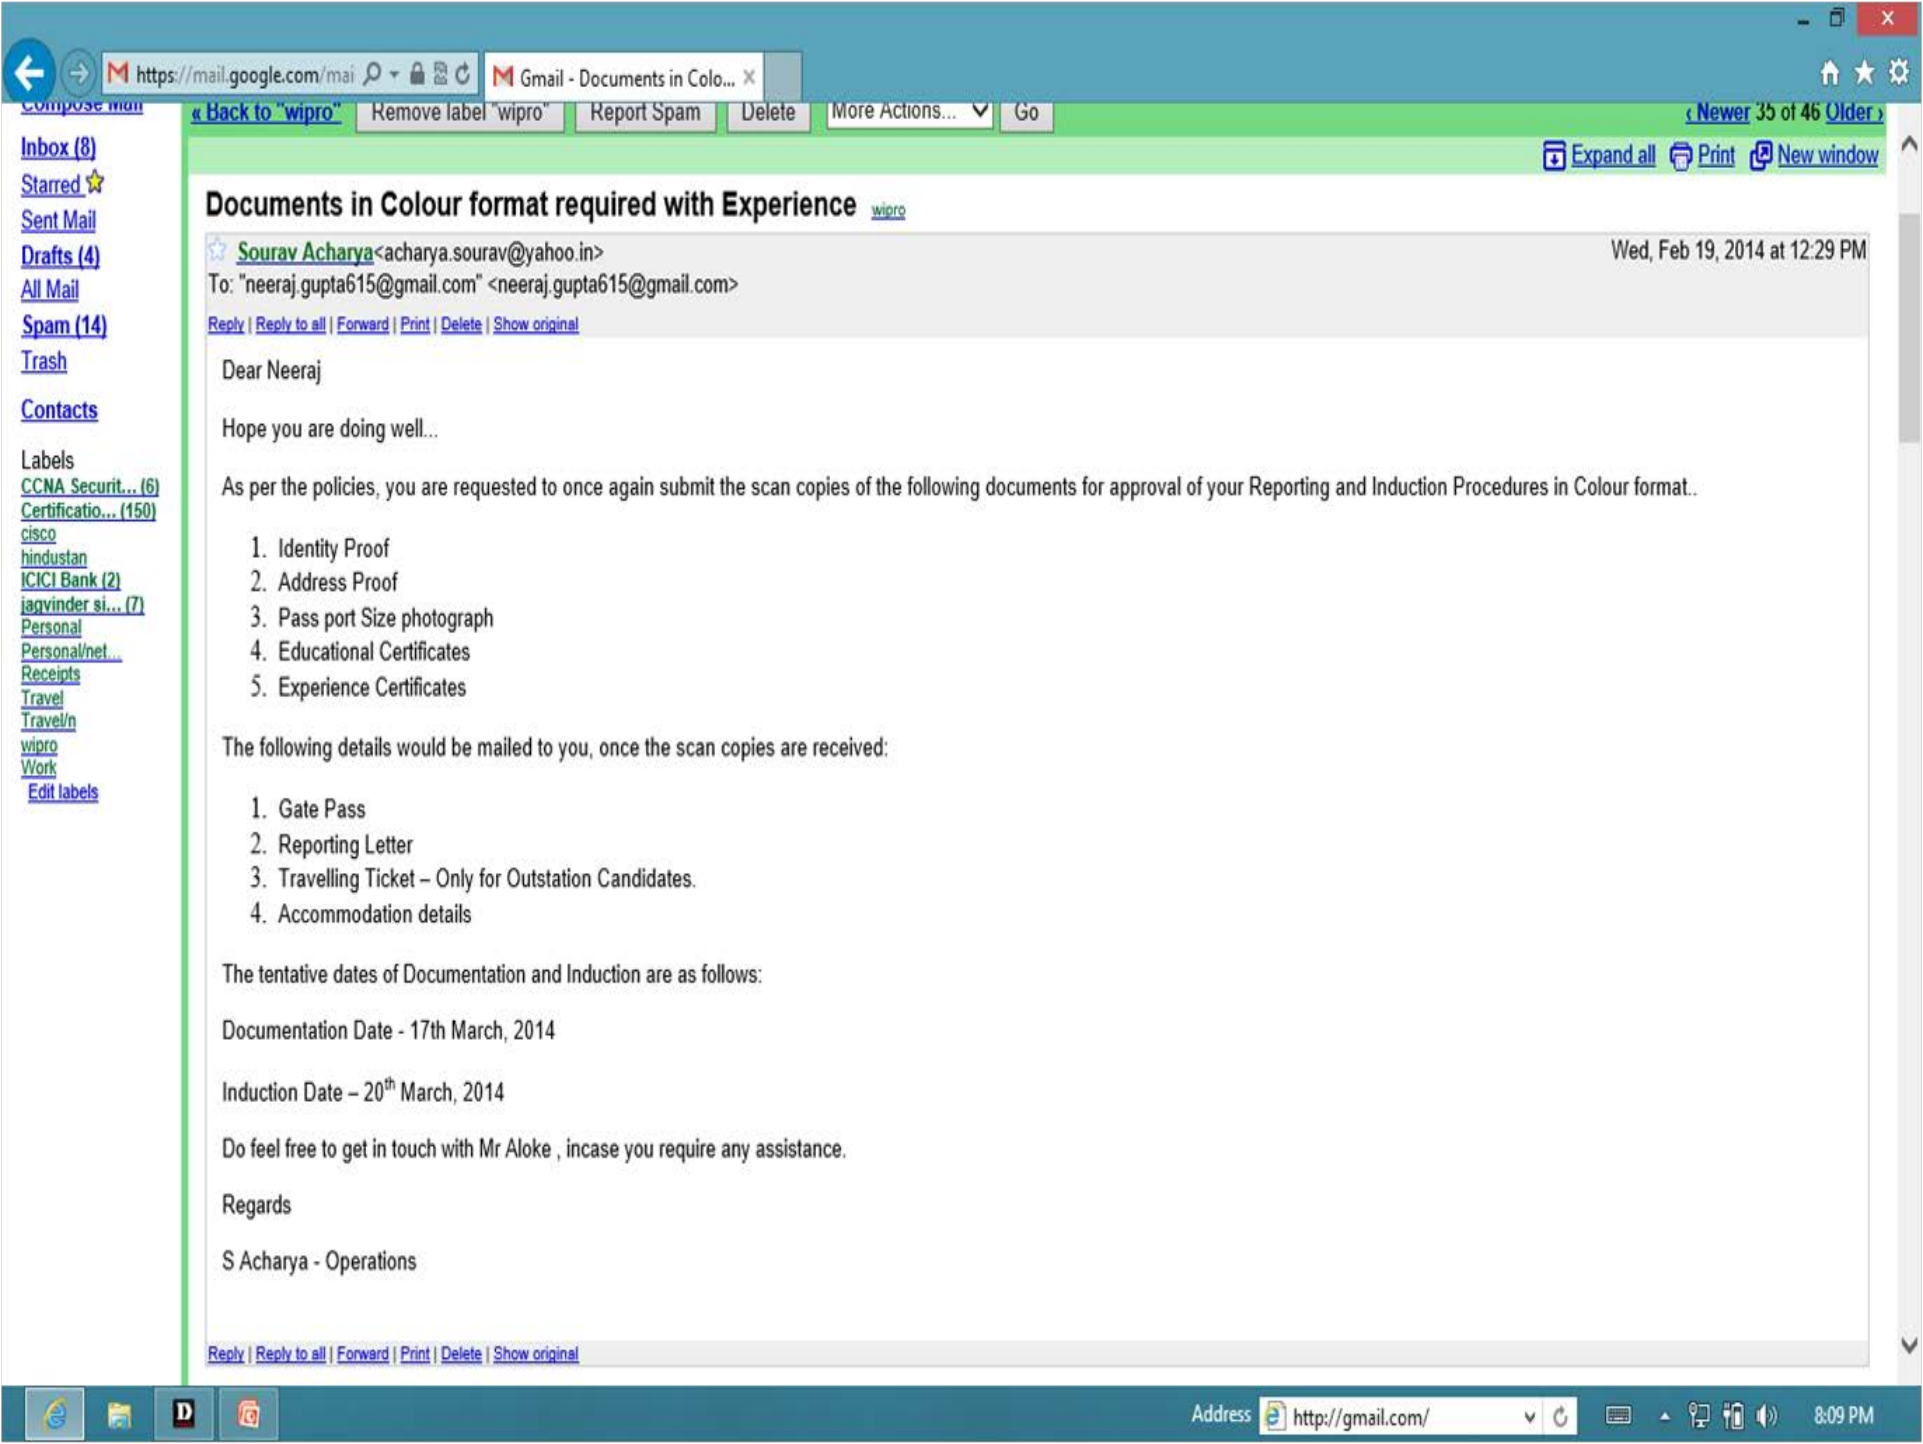 https://mail.google.com/mai
Gmail - Documents in Colo...
Compose Mail
« Back to "wipro" Remove label "wipro" Report Spam Delete More Actions... Go ‹ Newer 35 of 46 Older ›
Inbox (8)
Expand all Print New window
Starred
Sent Mail
Drafts (4)
All Mail
Spam (14)
Trash
Contacts
Labels
CCNA Securit... (6)
Certificatio... (150)
cisco
hindustan
ICICI Bank (2)
jagvinder si... (7)
Personal
Personal/net...
Receipts
Travel
Travel/n
wipro
Work
Edit labels
Documents in Colour format required with Experience wipro
Sourav Acharya<acharya.sourav@yahoo.in> Wed, Feb 19, 2014 at 12:29 PM
To: "neeraj.gupta615@gmail.com" <neeraj.gupta615@gmail.com>
Reply | Reply to all | Forward | Print | Delete | Show original
Dear Neeraj
Hope you are doing well...
As per the policies, you are requested to once again submit the scan copies of the following documents for approval of your Reporting and Induction Procedures in Colour format..
1. Identity Proof
2. Address Proof
3. Pass port Size photograph
4. Educational Certificates
5. Experience Certificates
The following details would be mailed to you, once the scan copies are received:
1. Gate Pass
2. Reporting Letter
3. Travelling Ticket – Only for Outstation Candidates.
4. Accommodation details
The tentative dates of Documentation and Induction are as follows:
Documentation Date - 17th March, 2014
Induction Date – 20th March, 2014
Do feel free to get in touch with Mr Aloke , incase you require any assistance.
Regards
S Acharya - Operations
Reply | Reply to all | Forward | Print | Delete | Show original
Address http://gmail.com/ 8:09 PM